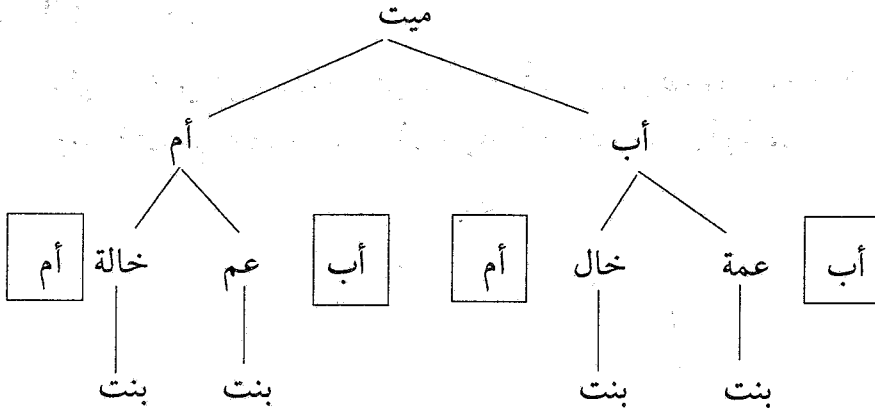 ميت
أب أم
أب عمة خال أم أب عم خالة أم
بنت بنت بنت بنت